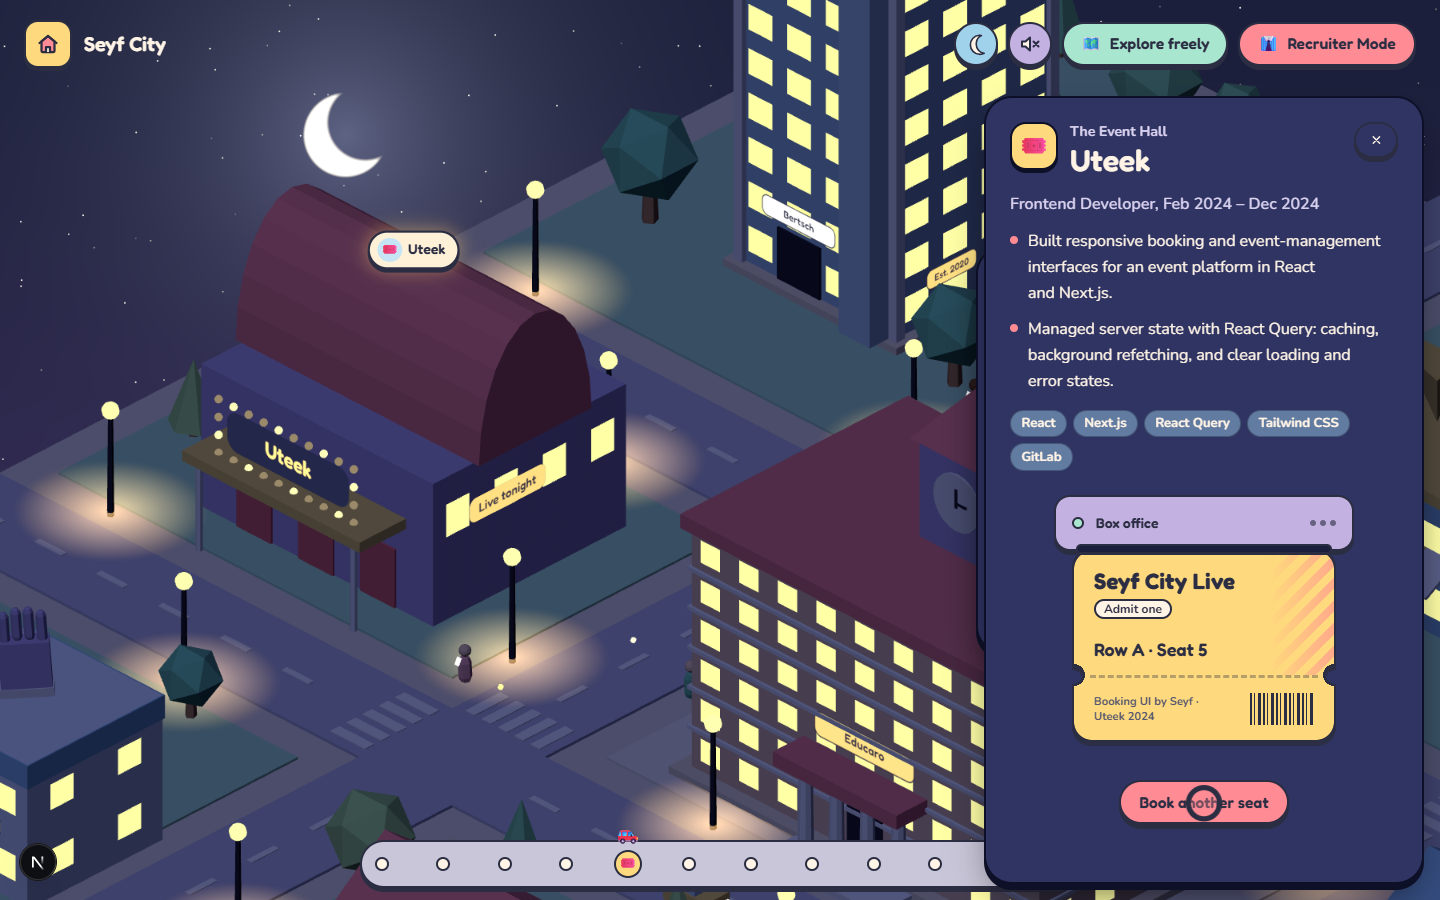 Seyf City
Explore freely
Recruiter Mode
The Event Hall
Uteek
×
Frontend Developer, Feb 2024 – Dec 2024
Built responsive booking and event-management
interfaces for an event platform in React
and Next.js.
Managed server state with React Query: caching,
background refetching, and clear loading and
error states.
React
Next.js
React Query
Tailwind CSS
GitLab
Box office
Seyf City Live
Admit one
Row A · Seat 5
Booking UI by Seyf ·
Uteek 2024
Book another seat
Uteek
Bertsch
Est. 2020
Uteek
Live tonight
Educaro
N